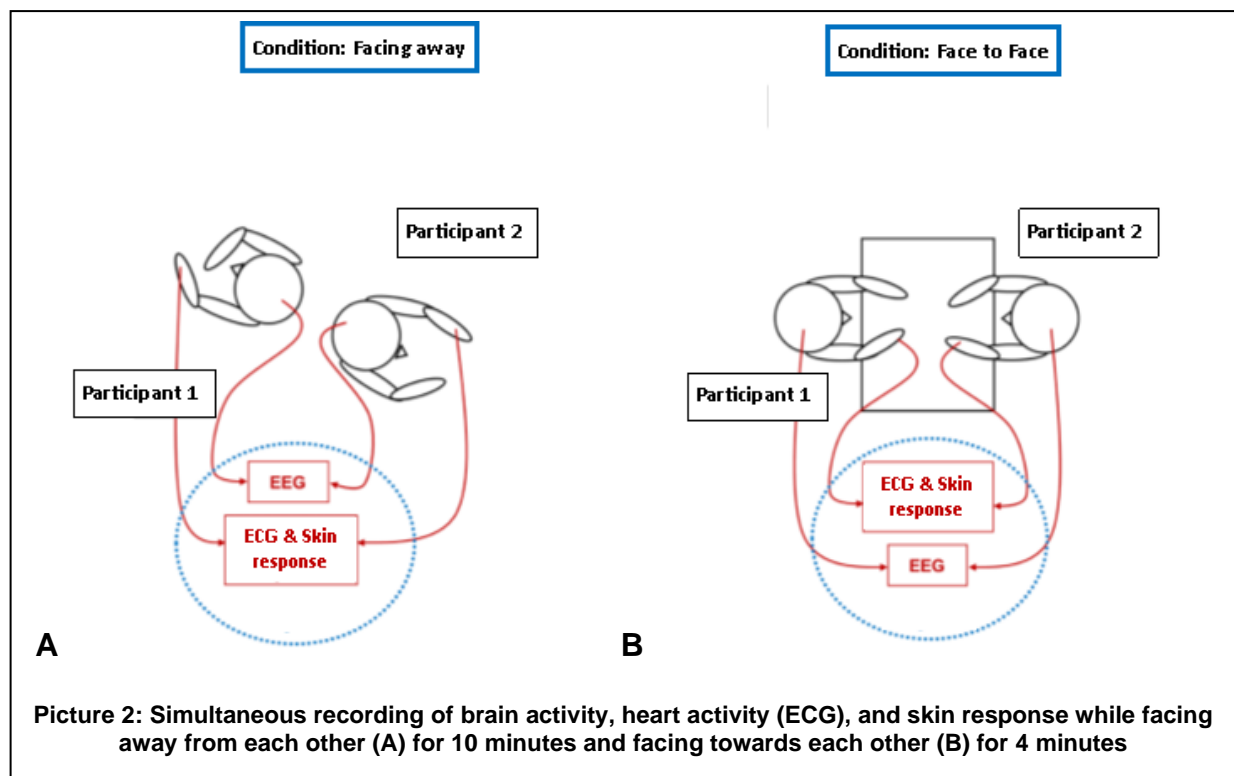 Condition: Facing away
Condition: Face to Face
Participant 2
Participant 1
EEG
ECG & Skin
response
A
Participant 2
Participant 1
ECG & Skin
response
EEG
B
Picture 2: Simultaneous recording of brain activity, heart activity (ECG), and skin response while facing
away from each other (A) for 10 minutes and facing towards each other (B) for 4 minutes